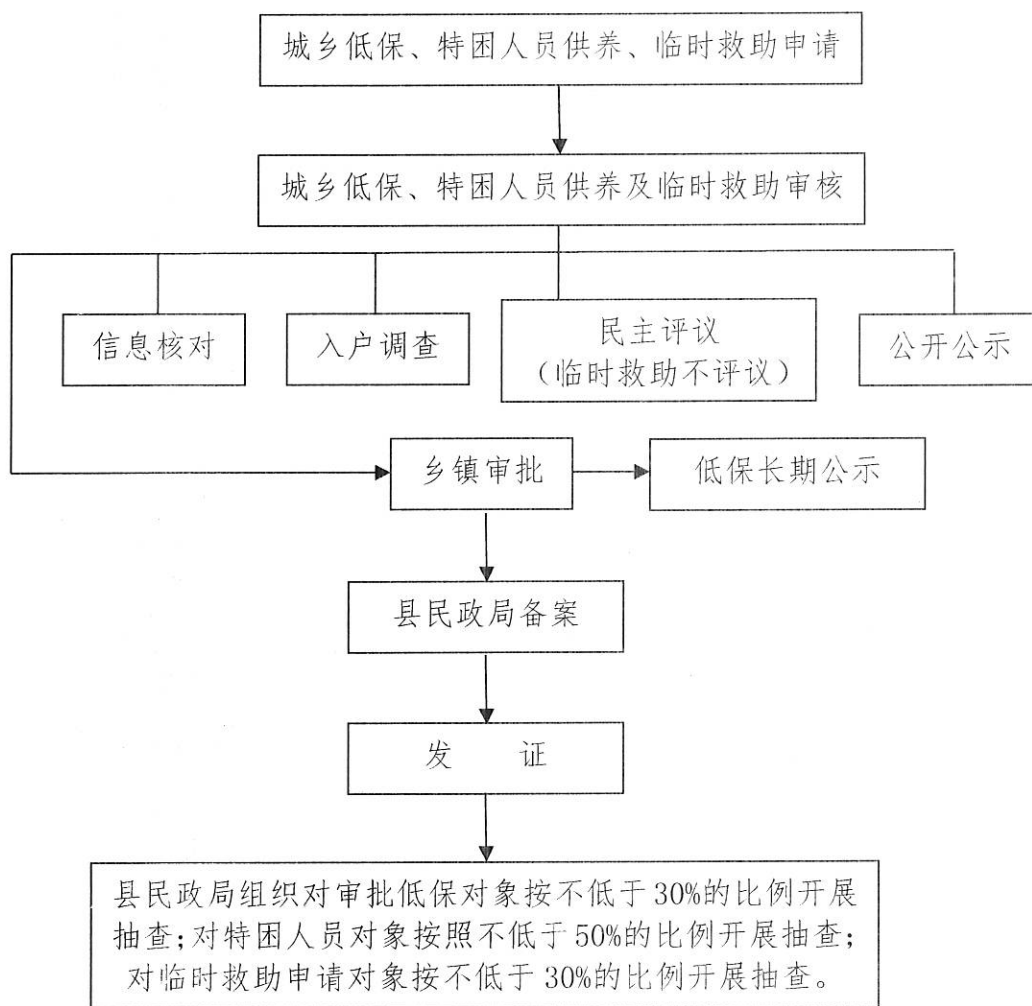 城乡低保、特困人员供养、临时救助申请
城乡低保、特困人员供养及临时救助审核
信息核对
入户调查
民主评议
（临时救助不评议）
公开公示
乡镇审批
低保长期公示
县民政局备案
发 证
县民政局组织对审批低保对象按不低于30%的比例开展
抽查;对特困人员对象按照不低于50%的比例开展抽查;
对临时救助申请对象按不低于30%的比例开展抽查。